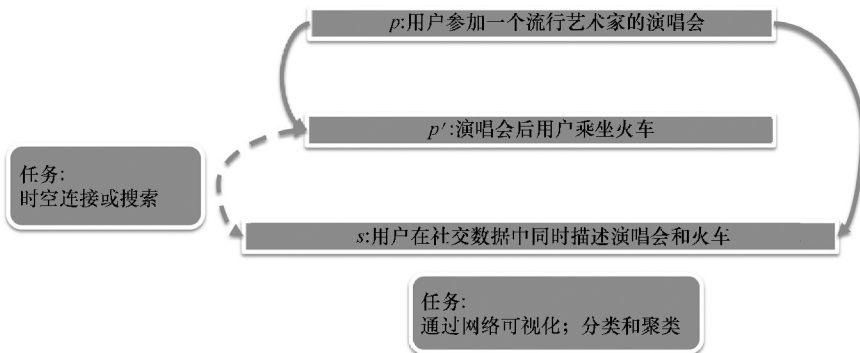 p:用户参加一个流行艺术家的演唱会
p′:演唱会后用户乘坐火车
任务:
时空连接或搜索
s:用户在社交数据中同时描述演唱会和火车
任务:
通过网络可视化；分类和聚类